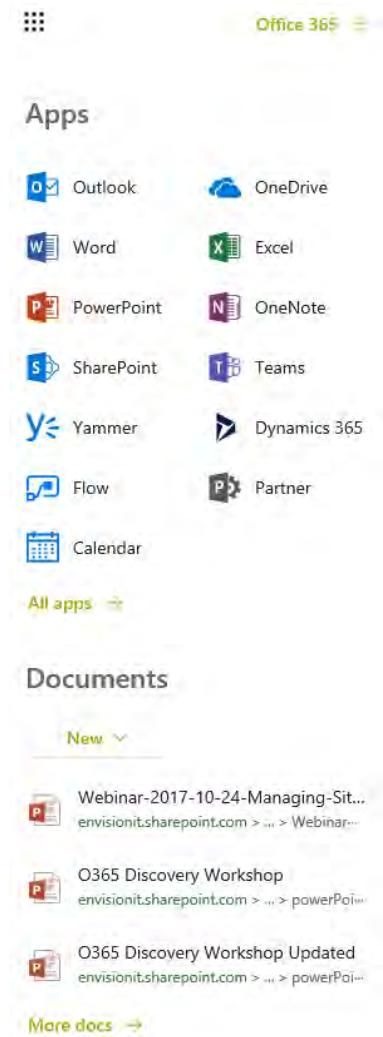 Office 365
Apps
Outlook OneDrive
Word Excel
PowerPoint OneNote
SharePoint Teams
Yammer Dynamics 365
Flow Partner
Calendar
All apps →
Documents
New
Webinar-2017-10-24-Managing-Sit...
envisionit.sharepoint.com > ... > Webinar...
O365 Discovery Workshop
envisionit.sharepoint.com > ... > powerPoi...
O365 Discovery Workshop Updated
envisionit.sharepoint.com > ... > powerPoi...
More docs →